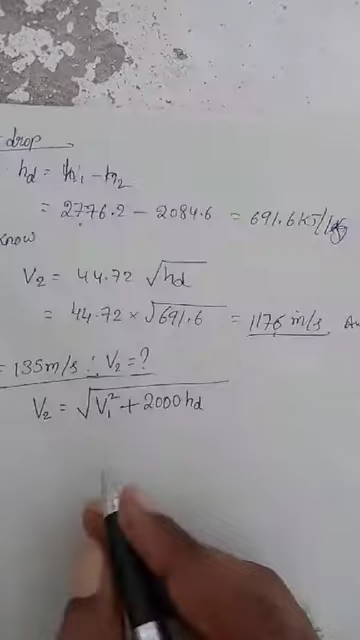 drop
hd = h1 - h2
= 2776.2 - 2084.6 = 691.6 kJ/kg
know
V2 = 44.72 √hd
= 44.72 × √691.6 = 1176 m/s
= 135 m/s ∴ V2 = ?
V2 = √V1² + 2000 hd